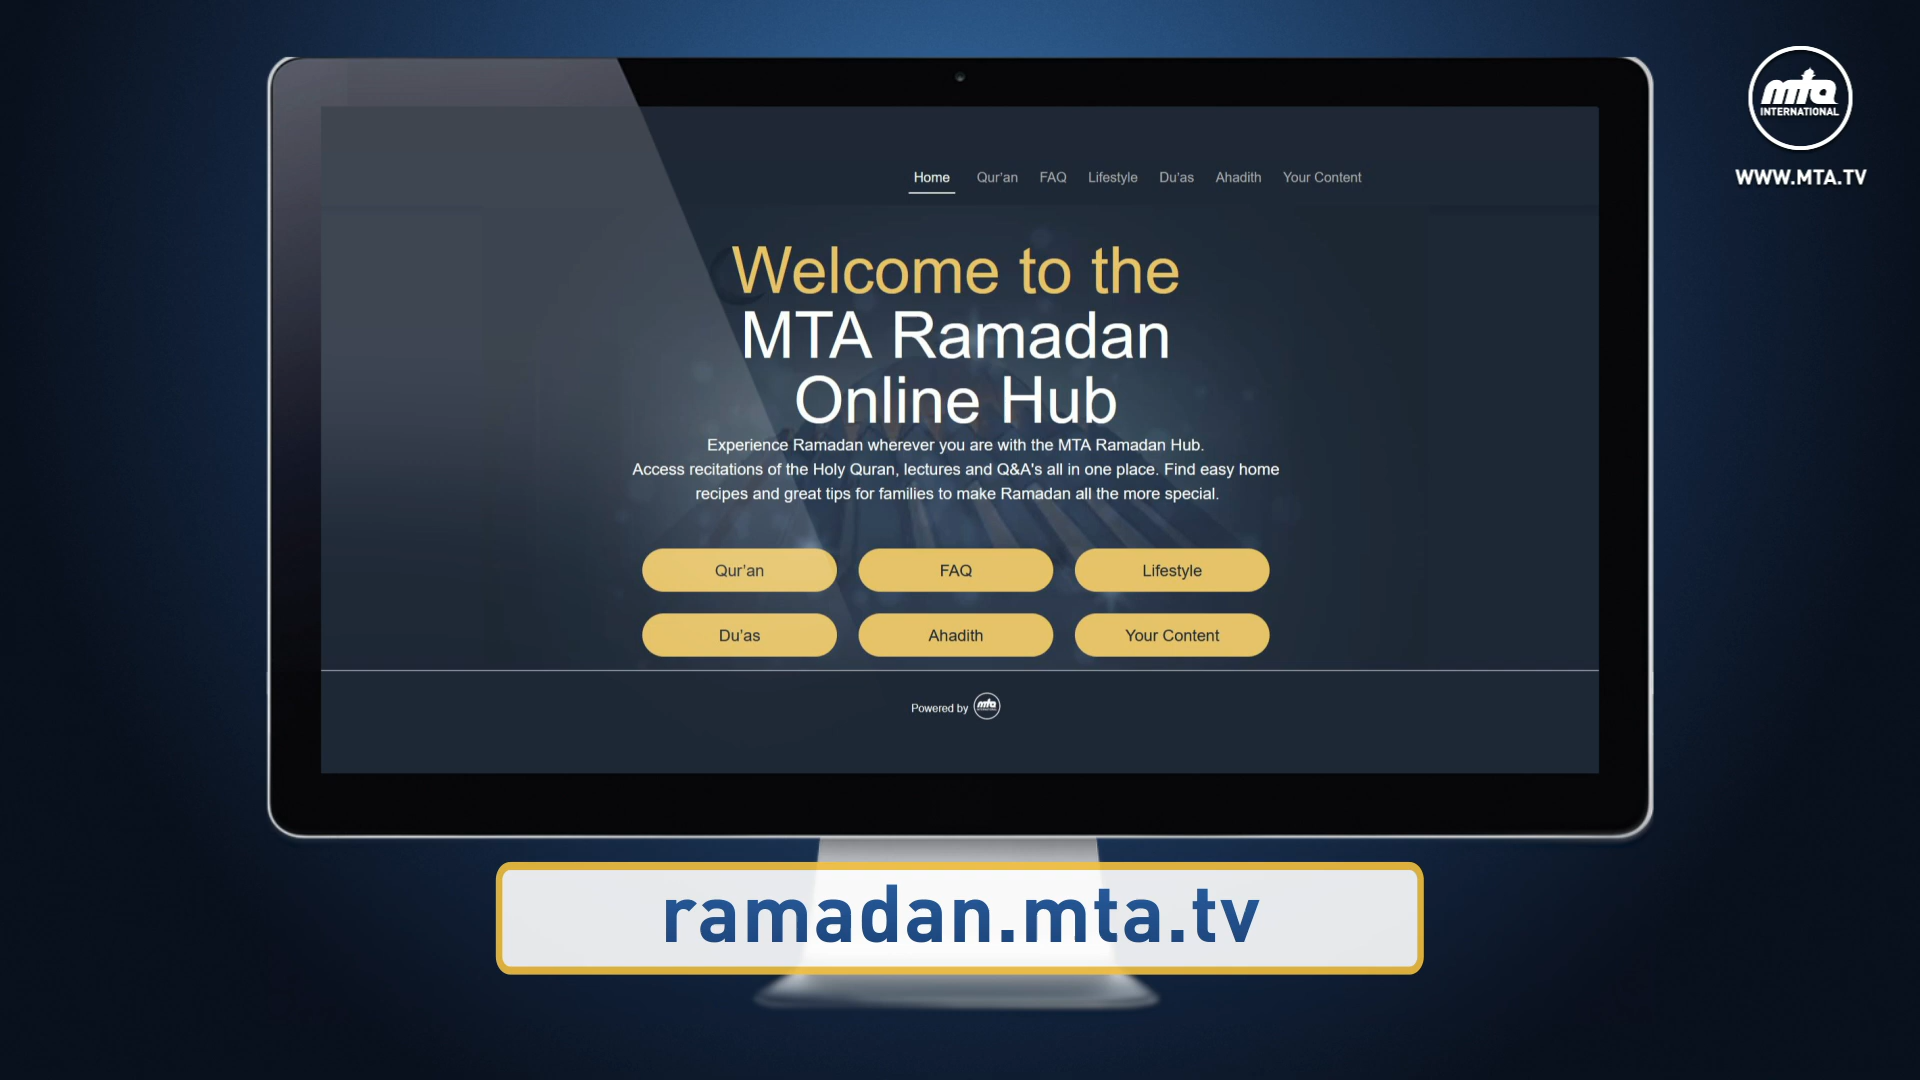 mta
INTERNATIONAL
WWW.MTA.TV
Home Qur'an FAQ Lifestyle Du'as Ahadith Your Content
Welcome to the
MTA Ramadan
Online Hub
Experience Ramadan wherever you are with the MTA Ramadan Hub.
Access recitations of the Holy Quran, lectures and Q&A's all in one place. Find easy home
recipes and great tips for families to make Ramadan all the more special.
Qur'an FAQ Lifestyle
Du'as Ahadith Your Content
Powered by mta
ramadan.mta.tv